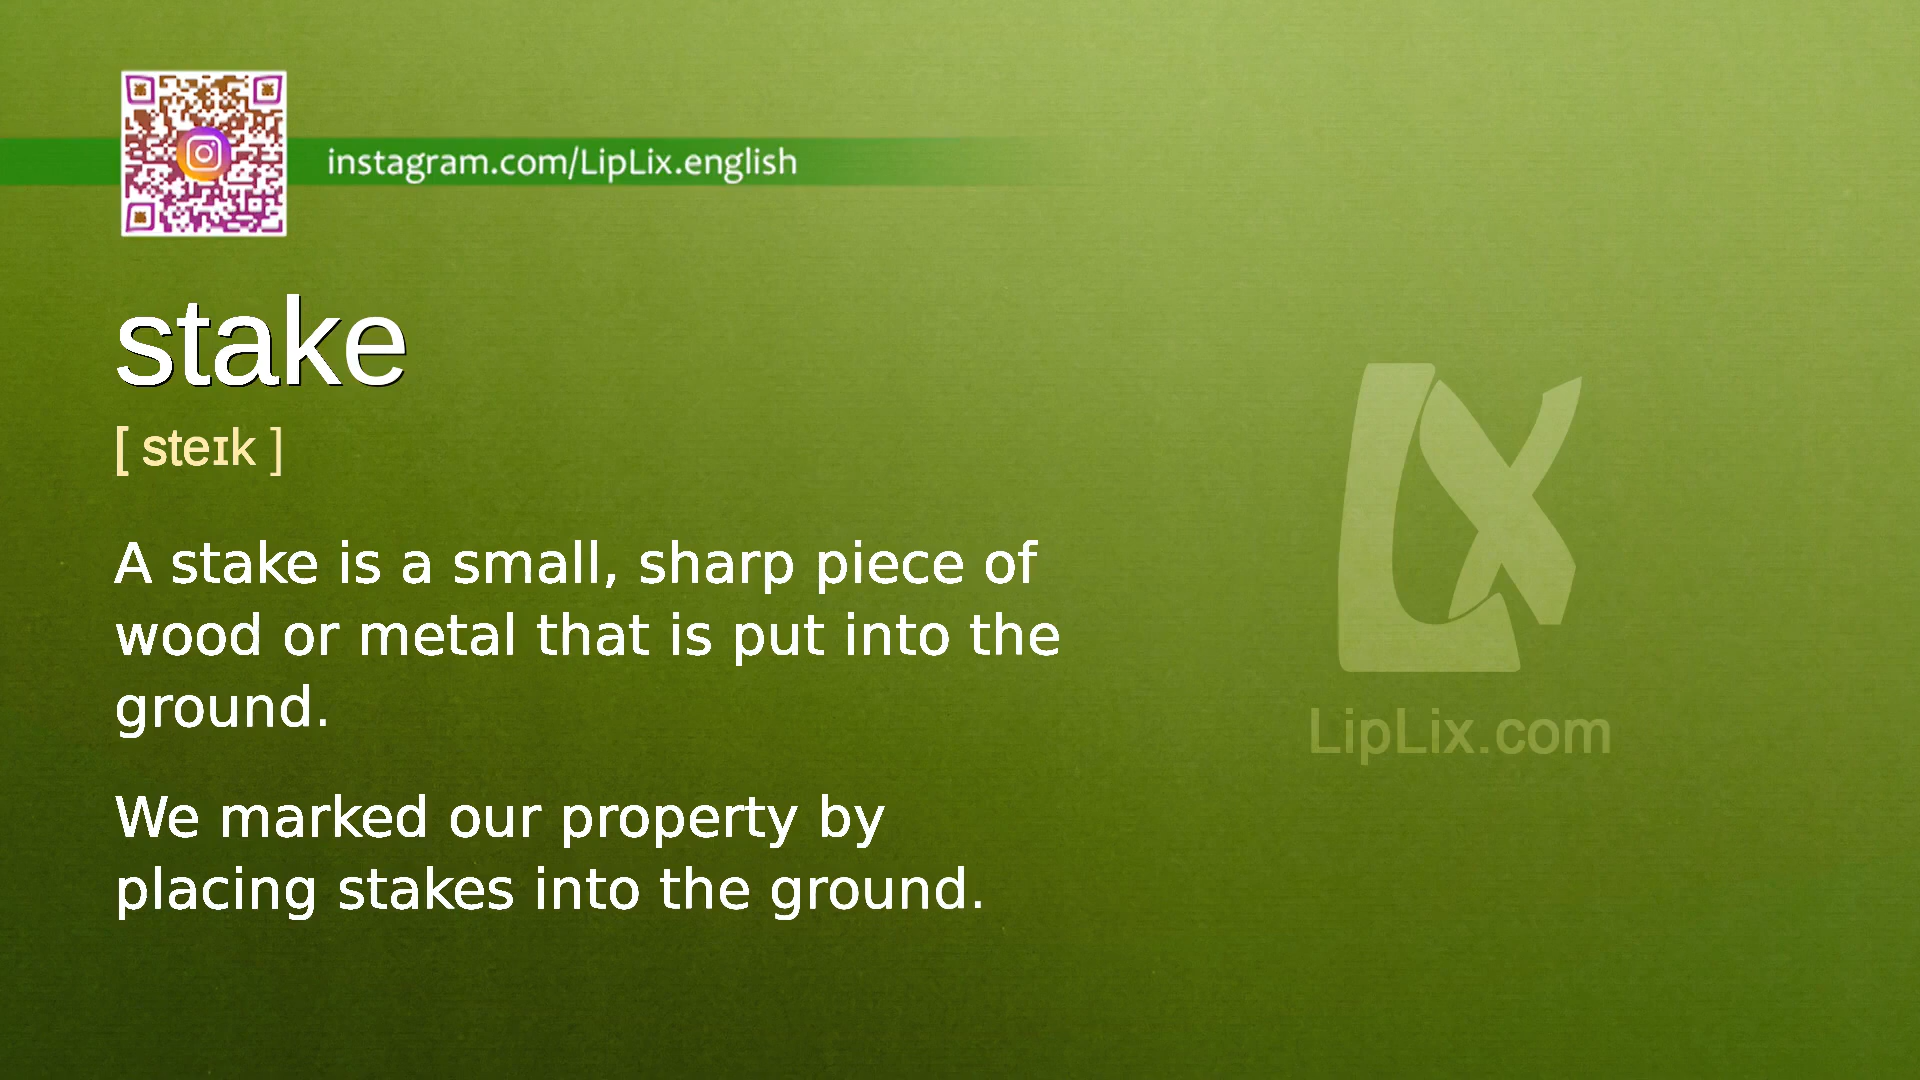 instagram.com/LipLix.english
stake
[ steɪk ]
A stake is a small, sharp piece of
wood or metal that is put into the
ground.
We marked our property by
placing stakes into the ground.
LX
LipLix.com